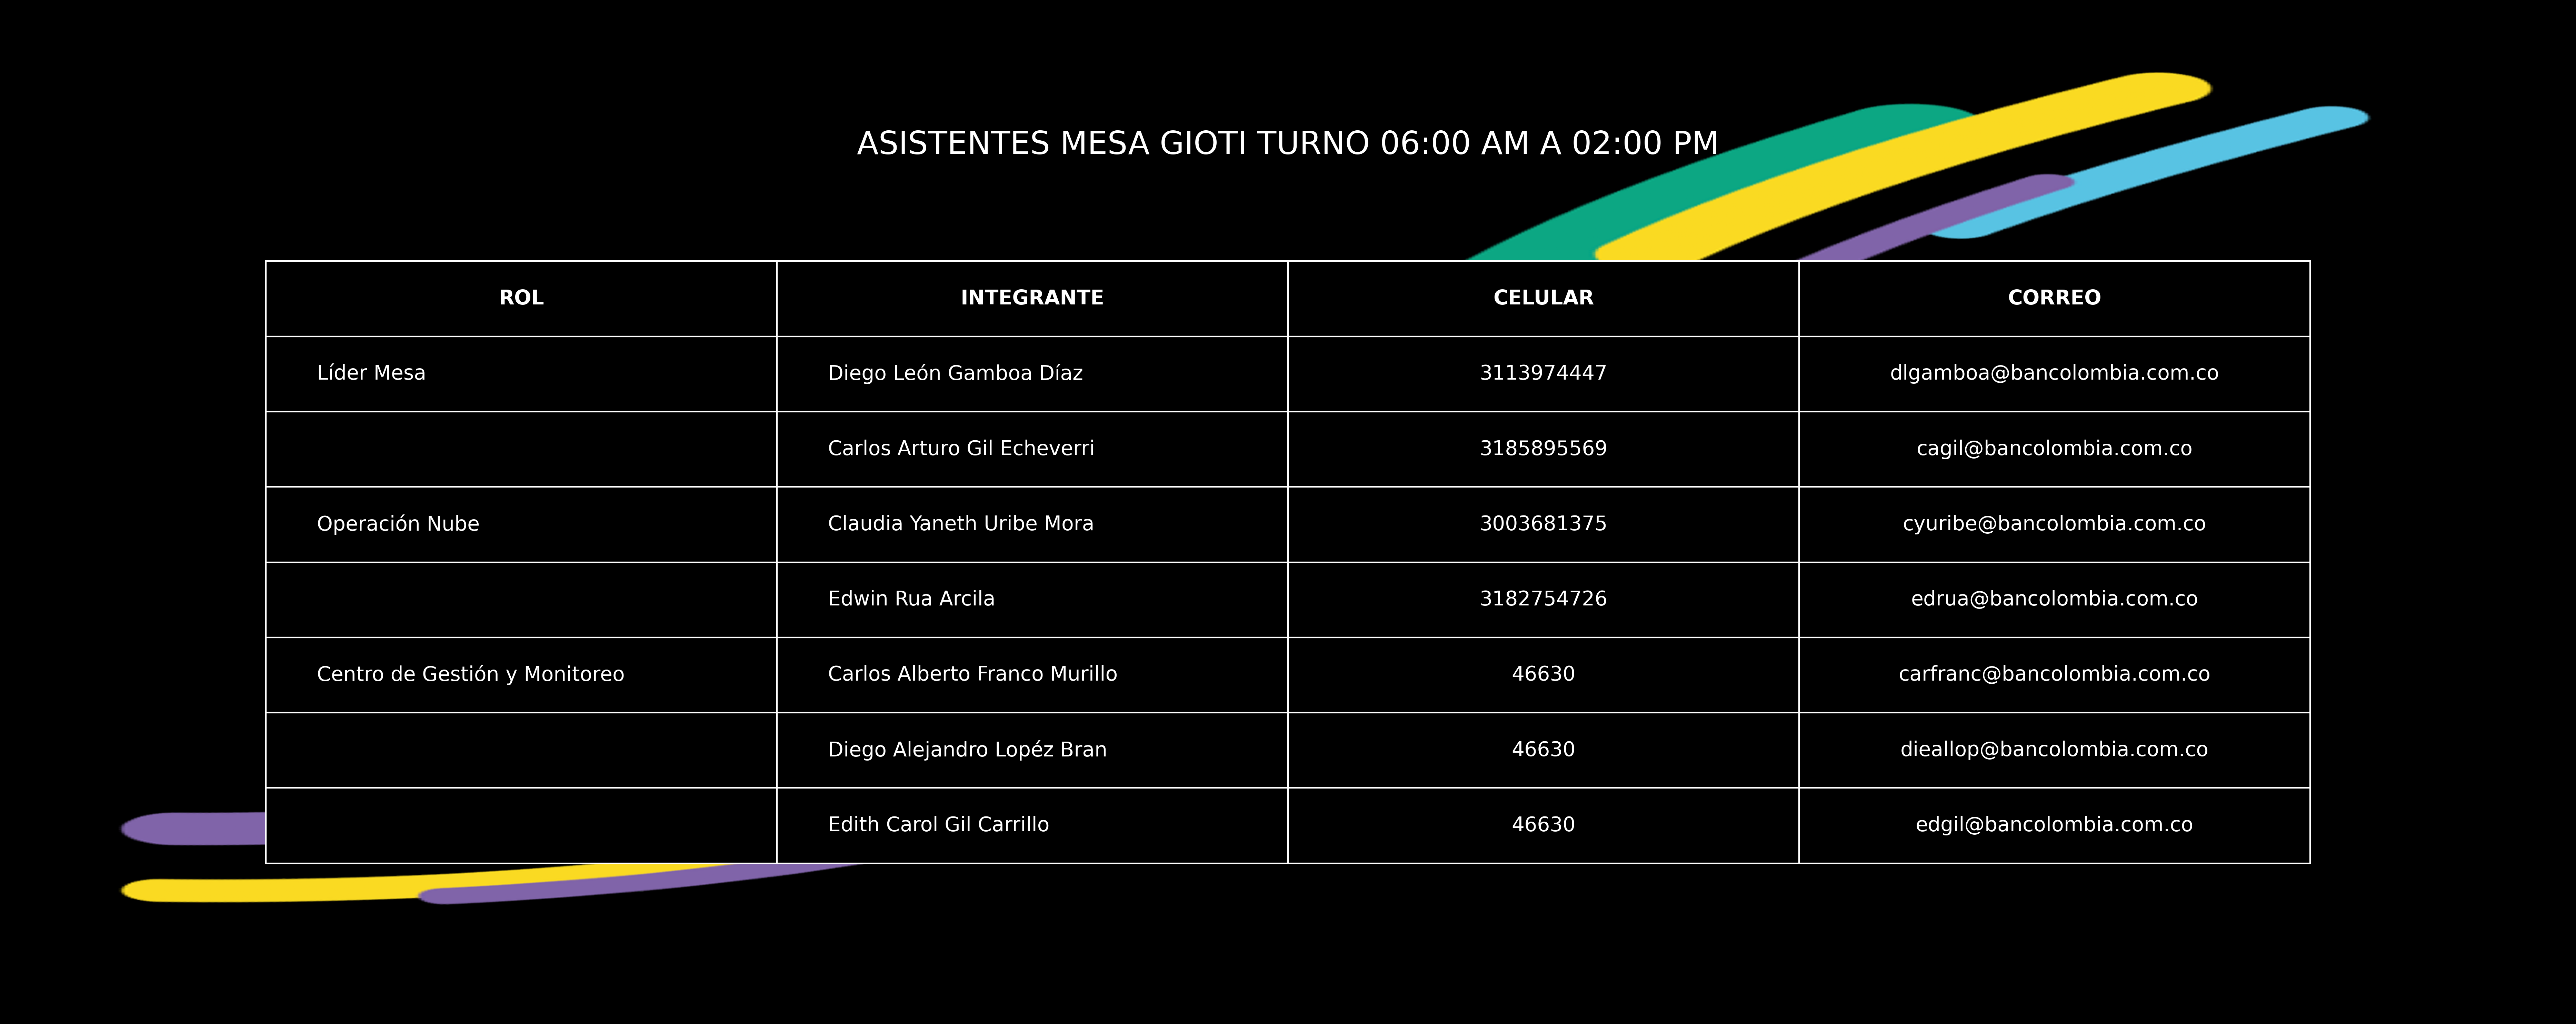 ASISTENTES MESA GIOTI TURNO 06:00 AM A 02:00 PM
ROL INTEGRANTE CELULAR CORREO
Líder Mesa Diego León Gamboa Díaz 3113974447 dlgamboa@bancolombia.com.co
Carlos Arturo Gil Echeverri 3185895569 cagil@bancolombia.com.co
Operación Nube Claudia Yaneth Uribe Mora 3003681375 cyuribe@bancolombia.com.co
Edwin Rua Arcila 3182754726 edrua@bancolombia.com.co
Centro de Gestión y Monitoreo Carlos Alberto Franco Murillo 46630 carfranc@bancolombia.com.co
Diego Alejandro Lopéz Bran 46630 dieallop@bancolombia.com.co
Edith Carol Gil Carrillo 46630 edgil@bancolombia.com.co